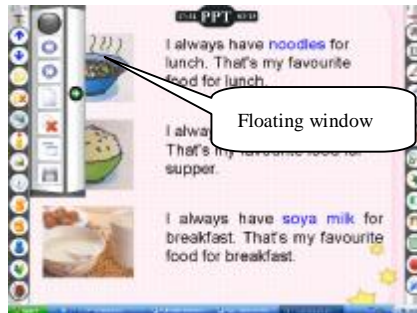 PPT
I always have noodles for
lunch. That's my favourite
food for lunch.
Floating window
I alway
That's my favourite food for
supper.
I always have soya milk for
breakfast. That's my favourite
food for breakfast.